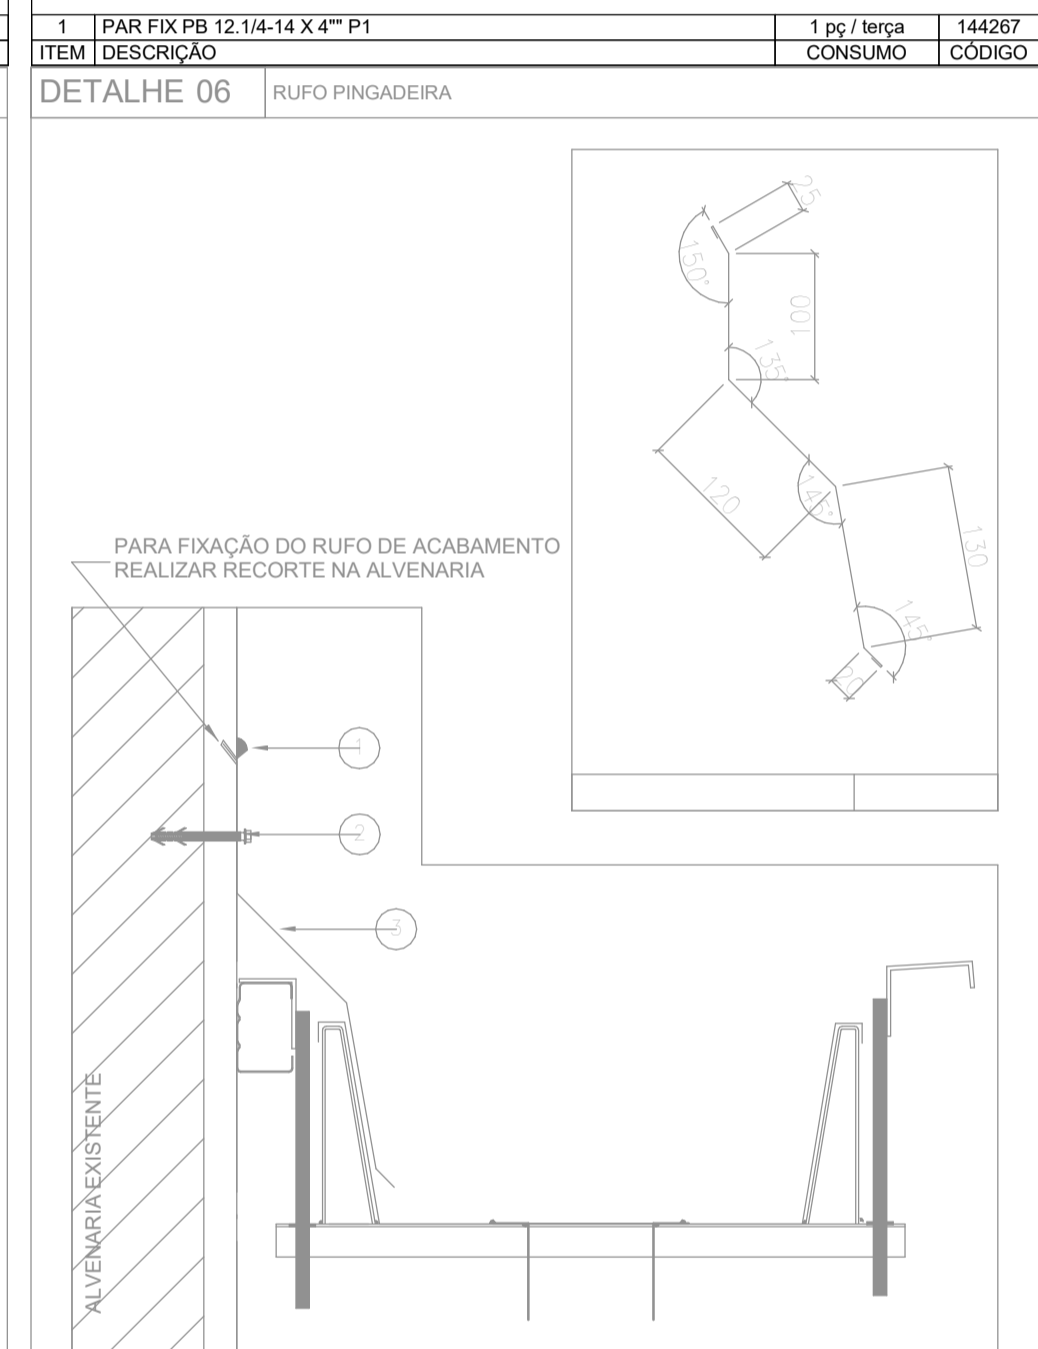 1 PAR FIX PB 12.1/4-14 X 4"" P1 1 pç / terça 144267
ITEM DESCRIÇÃO CONSUMO CÓDIGO
DETALHE 06 RUFO PINGADEIRA
25
150°
100
135°
120
145°
130
145°
20
PARA FIXAÇÃO DO RUFO DE ACABAMENTO
REALIZAR RECORTE NA ALVENARIA
1
2
3
ALVENARIA EXISTENTE